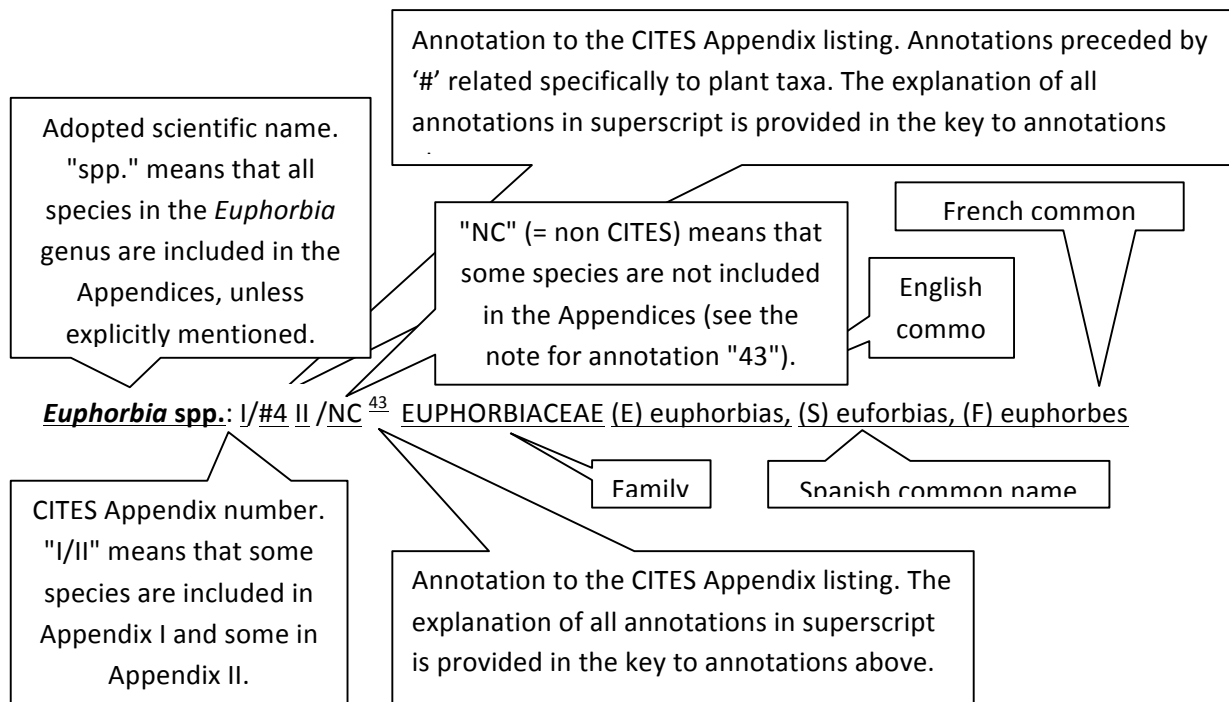 Annotation to the CITES Appendix listing. Annotations preceded by
‘#’ related specifically to plant taxa. The explanation of all
annotations in superscript is provided in the key to annotations
Adopted scientific name.
"spp." means that all
species in the Euphorbia
genus are included in the
Appendices, unless
explicitly mentioned.
"NC" (= non CITES) means that
some species are not included
in the Appendices (see the
note for annotation "43").
French common
English
commo
Euphorbia spp.: I/#4 II /NC 43 EUPHORBIACEAE (E) euphorbias, (S) euforbias, (F) euphorbes
Family
Spanish common name
CITES Appendix number.
"I/II" means that some
species are included in
Appendix I and some in
Appendix II.
Annotation to the CITES Appendix listing. The
explanation of all annotations in superscript
is provided in the key to annotations above.